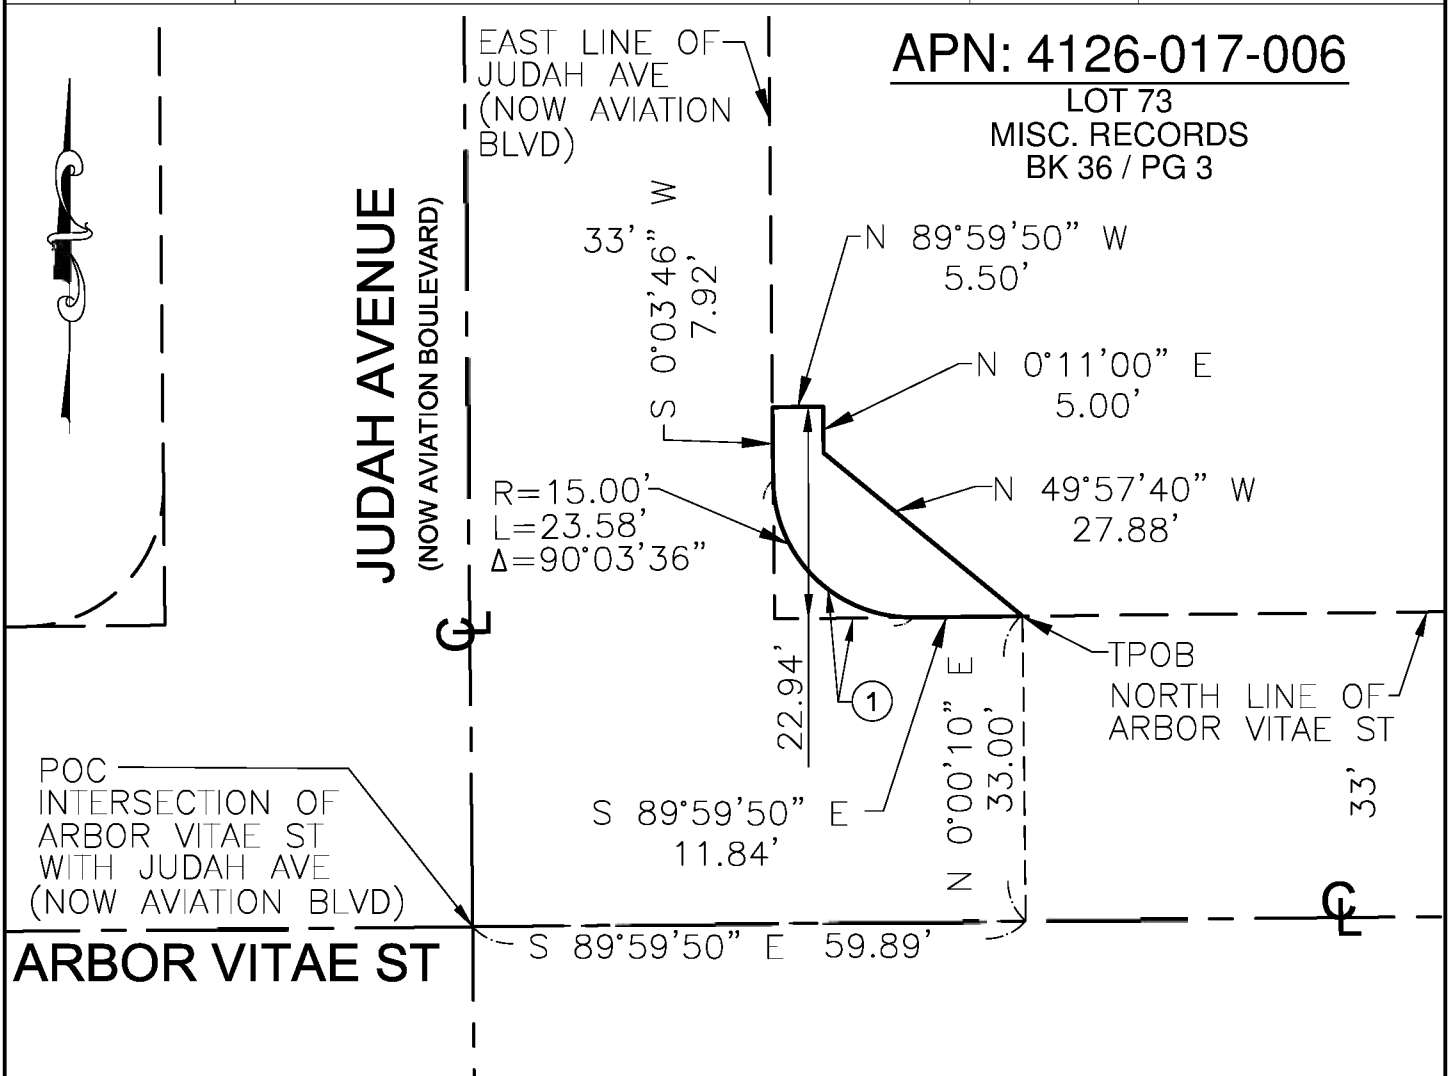 EAST LINE OF
JUDAH AVE
(NOW AVIATION
BLVD)
APN: 4126-017-006
LOT 73
MISC. RECORDS
BK 36 / PG 3
JUDAH AVENUE
(NOW AVIATION BOULEVARD)
33'
S 0°03'46" W
7.92'
N 89°59'50" W
5.50'
N 0°11'00" E
5.00'
N 49°57'40" W
27.88'
R=15.00'
L=23.58'
Δ=90°03'36"
CL
22.94'
1
N 0°00'10" E
33.00'
TPOB
NORTH LINE OF
ARBOR VITAE ST
33'
S 89°59'50" E
11.84'
POC
INTERSECTION OF
ARBOR VITAE ST
WITH JUDAH AVE
(NOW AVIATION BLVD)
CL
S 89°59'50" E 59.89'
ARBOR VITAE ST